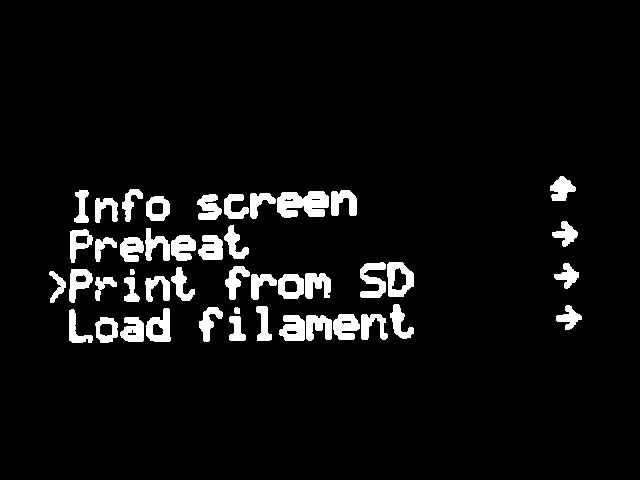 Info screen ↑
Preheat →
>Print from SD →
Load filament →